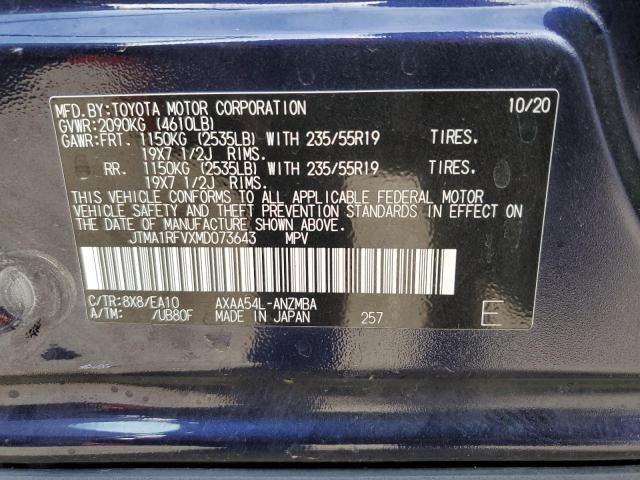 MFD.BY:TOYOTA MOTOR CORPORATION 10/20
GVWR:2090KG (4610LB)
GAWR:FRT. 1150KG (2535LB) WITH 235/55R19 TIRES.
19X7 1/2J RIMS.
RR. 1150KG (2535LB) WITH 235/55R19 TIRES.
19X7 1/2J RIMS.
THIS VEHICLE CONFORMS TO ALL APPLICABLE FEDERAL MOTOR
VEHICLE SAFETY AND THEFT PREVENTION STANDARDS IN EFFECT
ON THE DATE OF MANUFACTURE SHOWN ABOVE.
JTMA1RFVXMD073643 MPV
C/TR:8X8/EA10 AXAA54L-ANZMBA
A/TM: /UB80F MADE IN JAPAN 257 E